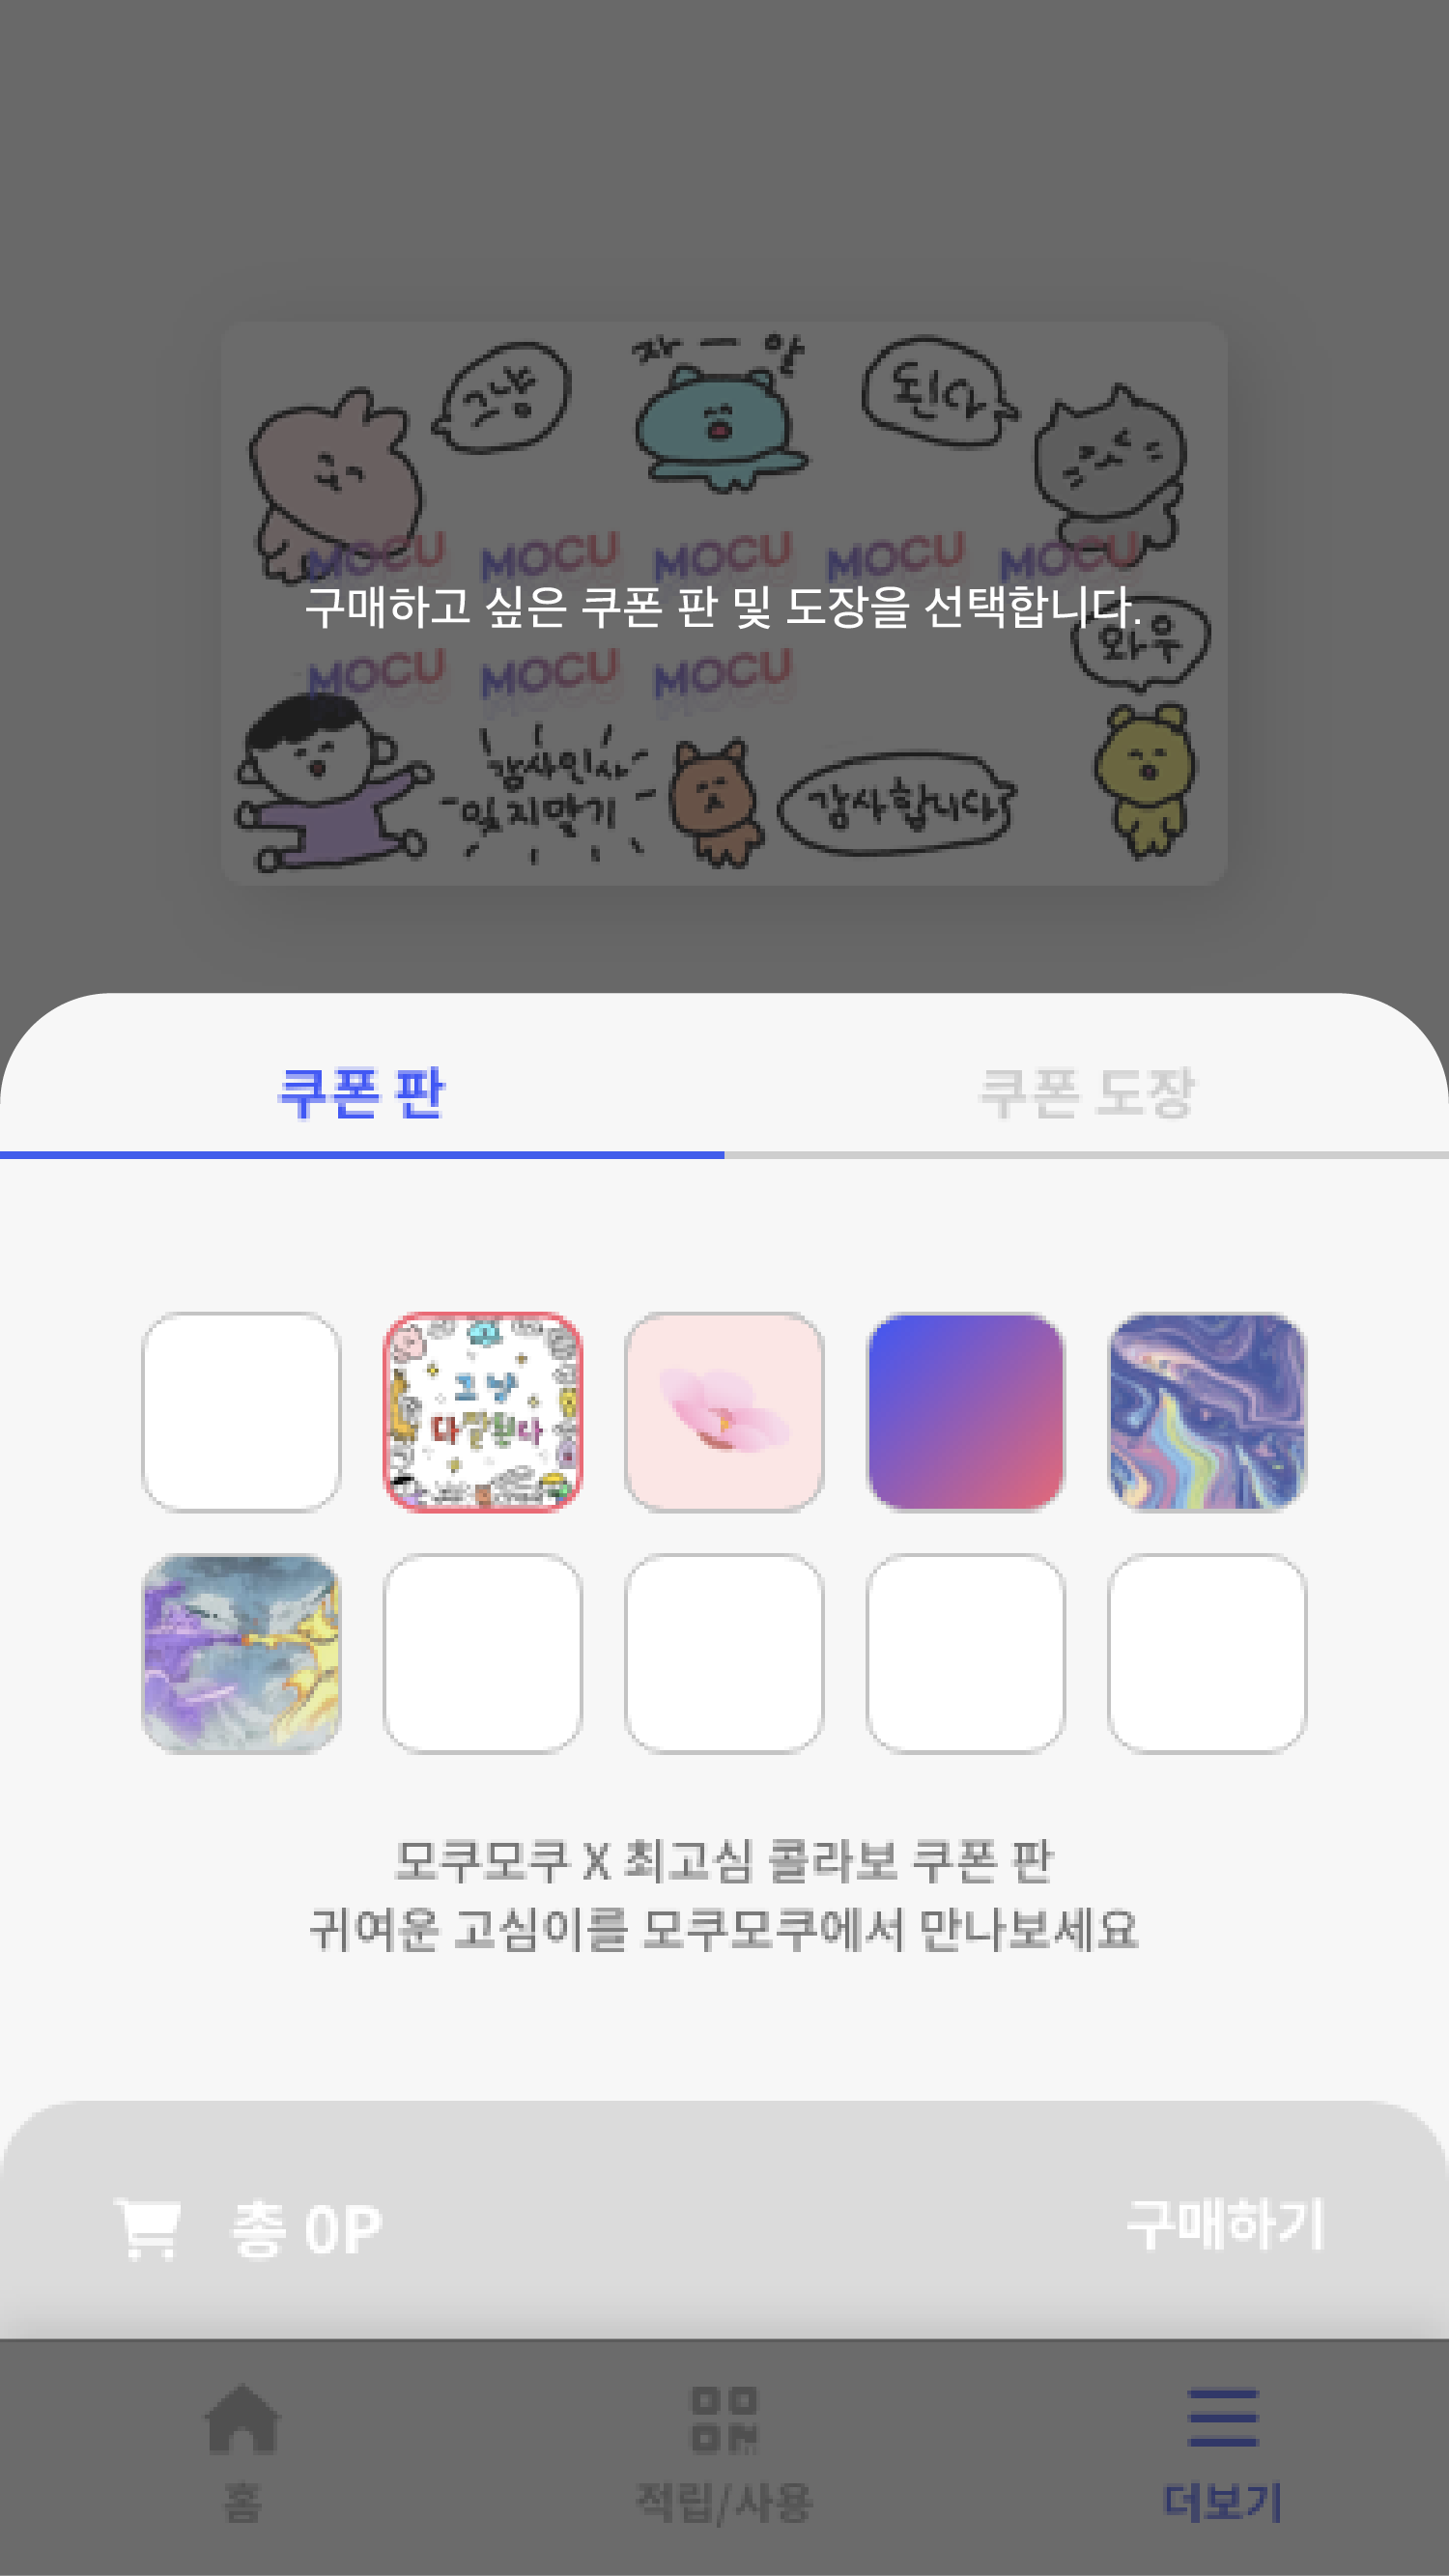 그냥
자 — 알
된다
MOCU MOCU MOCU MOCU MOCU
구매하고 싶은 쿠폰 판 및 도장을 선택합니다.
와우
MOCU MOCU MOCU
감사인사
잊지말기
감사합니다
쿠폰 판
쿠폰 도장
그냥
다잘된다
모쿠모쿠 X 최고심 콜라보 쿠폰 판
귀여운 고심이를 모쿠모쿠에서 만나보세요
총 0P
구매하기
홈
적립/사용
더보기